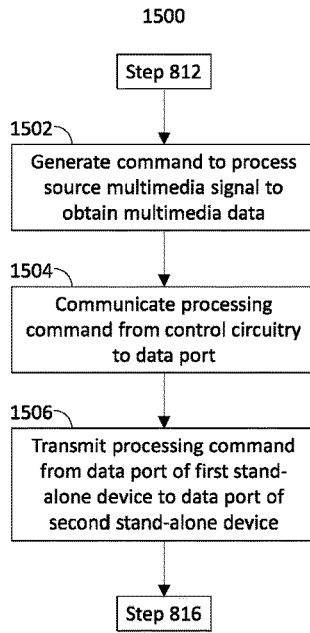 1500
Step 812
1502
Generate command to process
source multimedia signal to
obtain multimedia data
1504
Communicate processing
command from control circuitry
to data port
1506
Transmit processing command
from data port of first stand-
alone device to data port of
second stand-alone device
Step 816